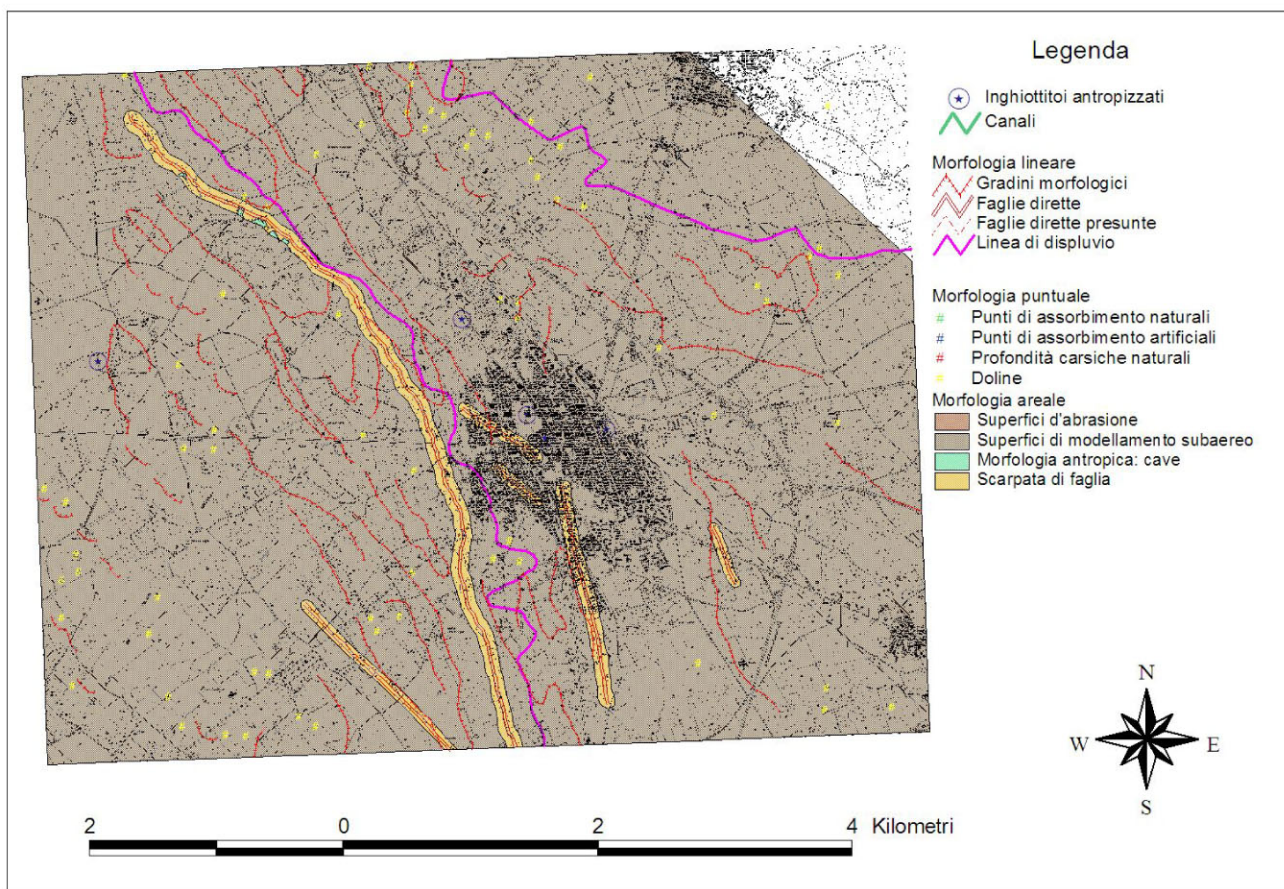 Legenda
Inghiottitoi antropizzati
Canali
Morfologia lineare
Gradini morfologici
Faglie dirette
Faglie dirette presunte
Linea di displuvio
Morfologia puntuale
# Punti di assorbimento naturali
# Punti di assorbimento artificiali
# Profondità carsiche naturali
# Doline
Morfologia areale
Superfici d'abrasione
Superfici di modellamento subaereo
Morfologia antropica: cave
Scarpata di faglia
N
W E
S
2 0 2 4 Kilometri